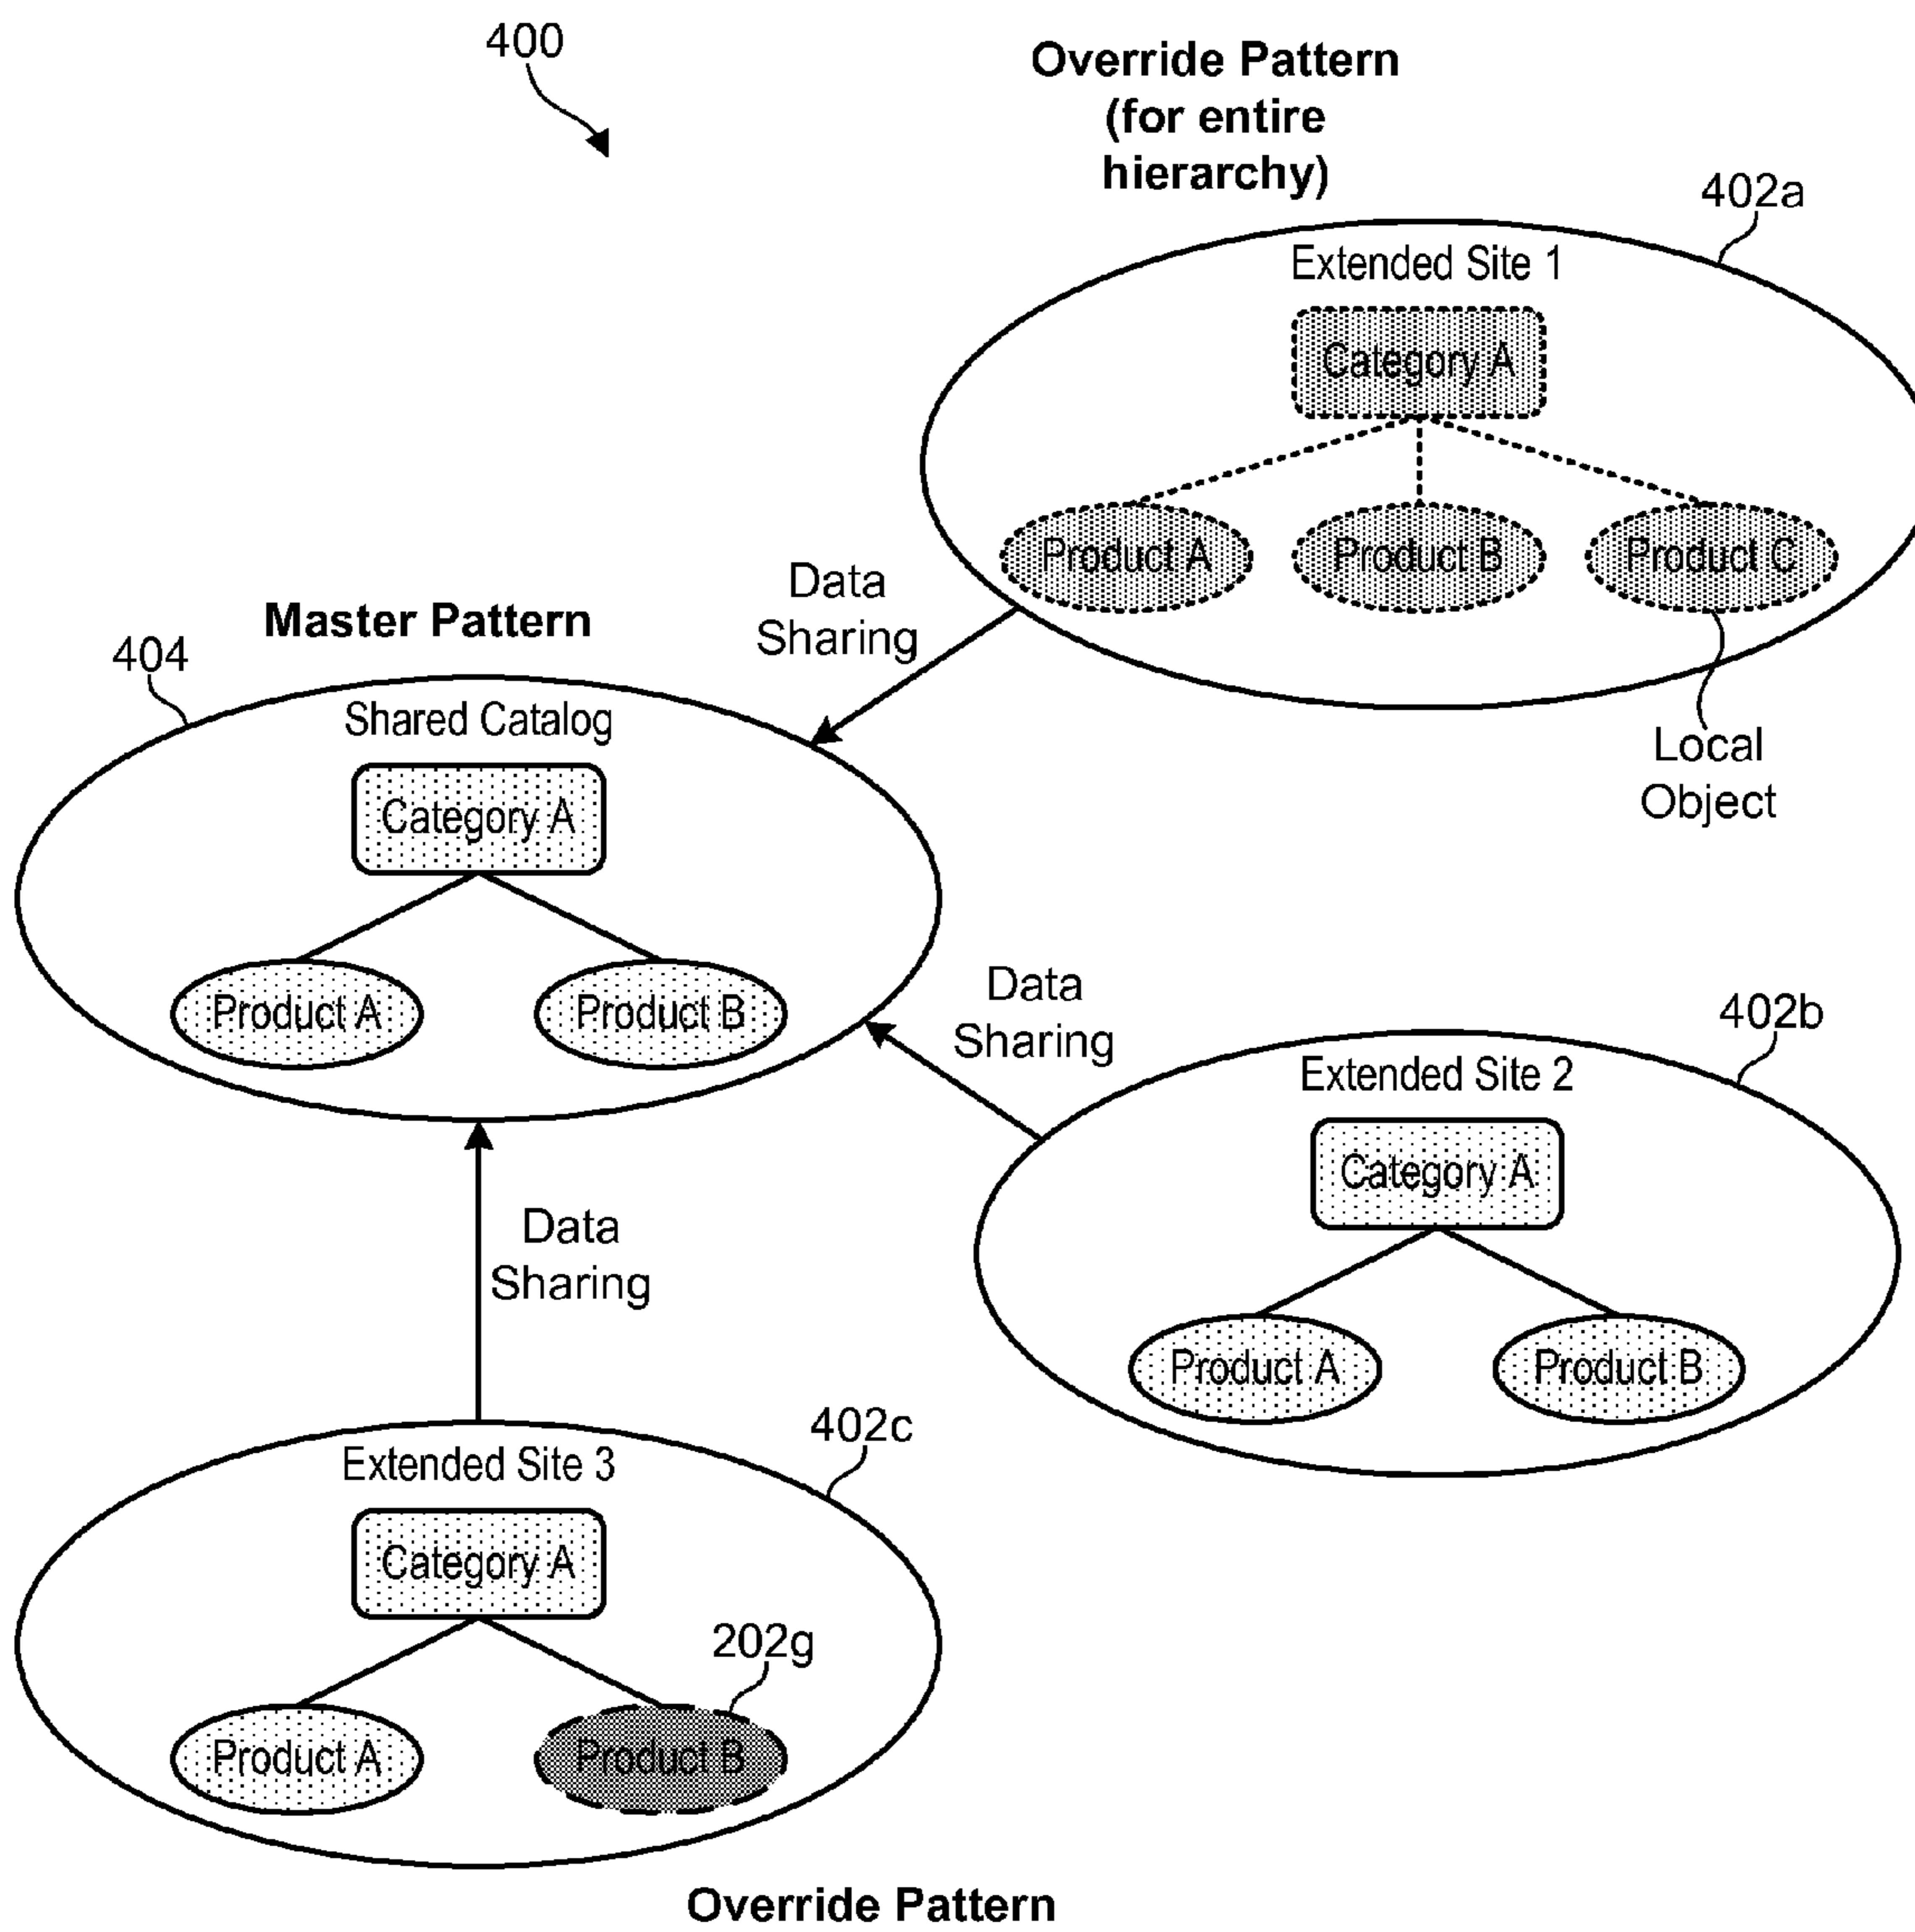 400
Override Pattern
(for entire
hierarchy)
402a
Extended Site 1
Category A
Product A
Product B
Product C
Local
Object
Data
Sharing
Master Pattern
404
Shared Catalog
Category A
Product A
Product B
Data
Sharing
402b
Extended Site 2
Category A
Product A
Product B
Data
Sharing
402c
Extended Site 3
Category A
202g
Product A
Product B
Override Pattern